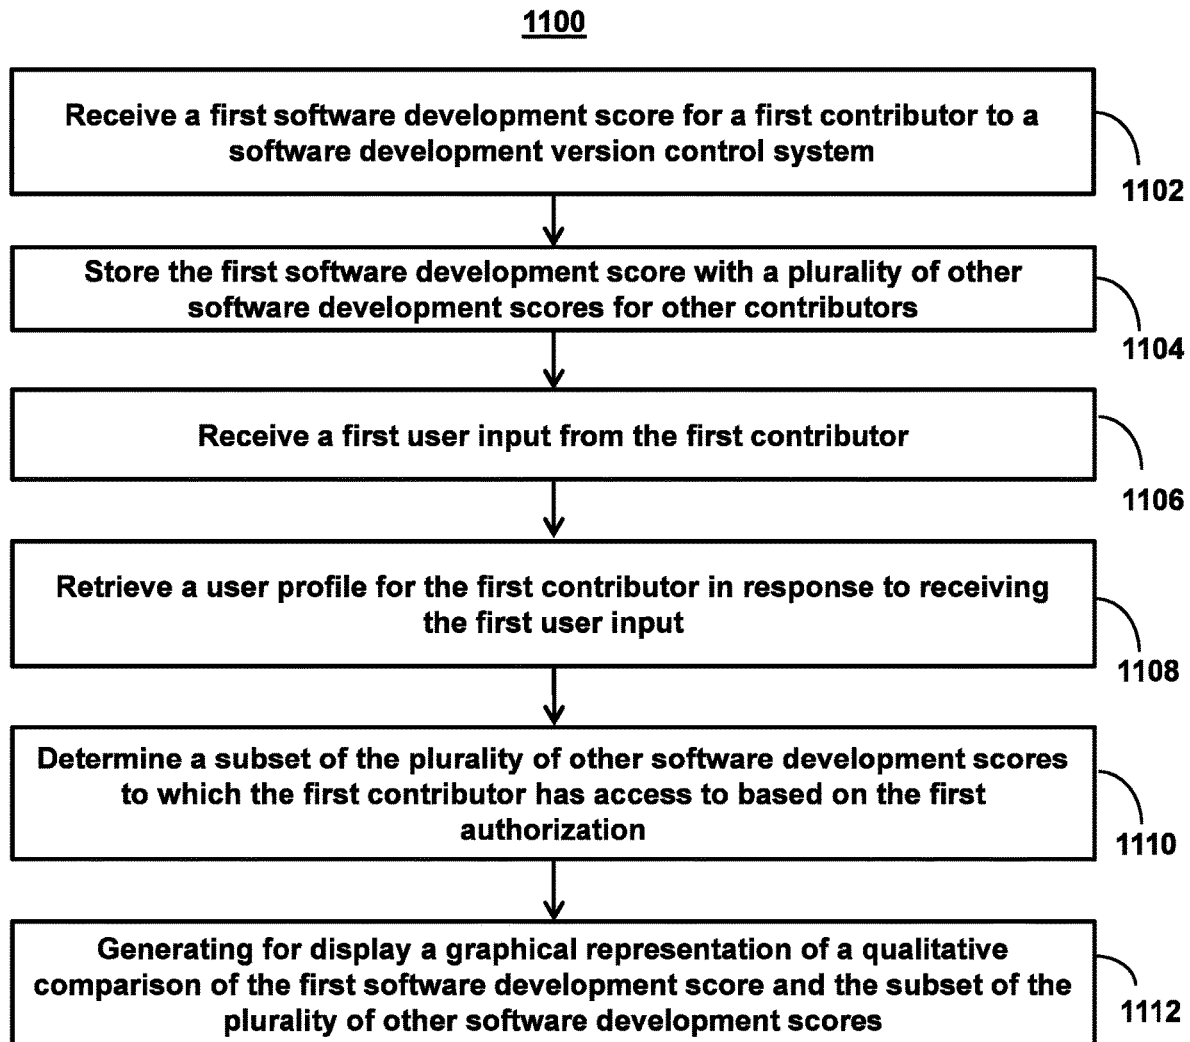 1100
Receive a first software development score for a first contributor to a
software development version control system
1102
Store the first software development score with a plurality of other
software development scores for other contributors
1104
Receive a first user input from the first contributor
1106
Retrieve a user profile for the first contributor in response to receiving
the first user input
1108
Determine a subset of the plurality of other software development scores
to which the first contributor has access to based on the first
authorization
1110
Generating for display a graphical representation of a qualitative
comparison of the first software development score and the subset of the
plurality of other software development scores
1112